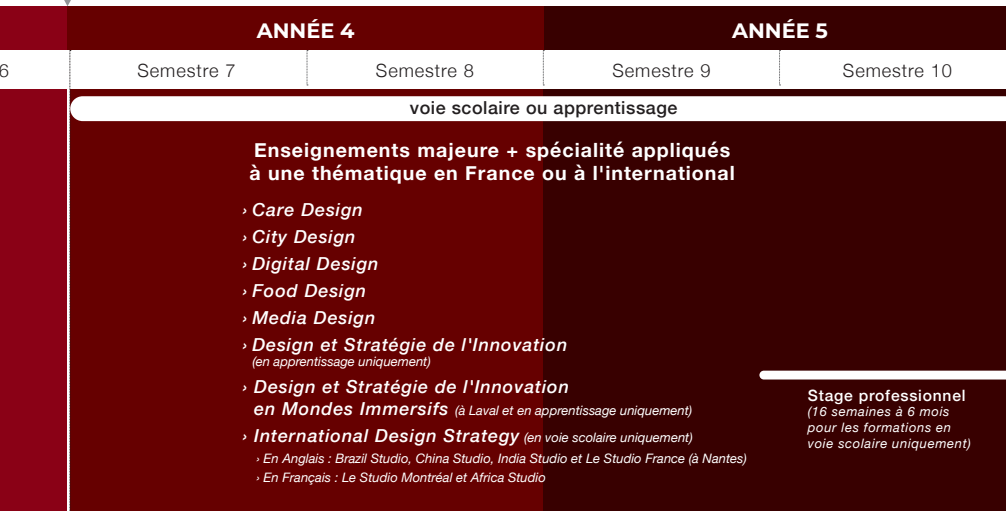 ANNÉE 4
ANNÉE 5
6
Semestre 7
Semestre 8
Semestre 9
Semestre 10
voie scolaire ou apprentissage
Enseignements majeure + spécialité appliqués
à une thématique en France ou à l'international
› Care Design
› City Design
› Digital Design
› Food Design
› Media Design
› Design et Stratégie de l'Innovation
(en apprentissage uniquement)
› Design et Stratégie de l'Innovation
en Mondes Immersifs (à Laval et en apprentissage uniquement)
› International Design Strategy (en voie scolaire uniquement)
› En Anglais : Brazil Studio, China Studio, India Studio et Le Studio France (à Nantes)
› En Français : Le Studio Montréal et Africa Studio
Stage professionnel
(16 semaines à 6 mois
pour les formations en
voie scolaire uniquement)